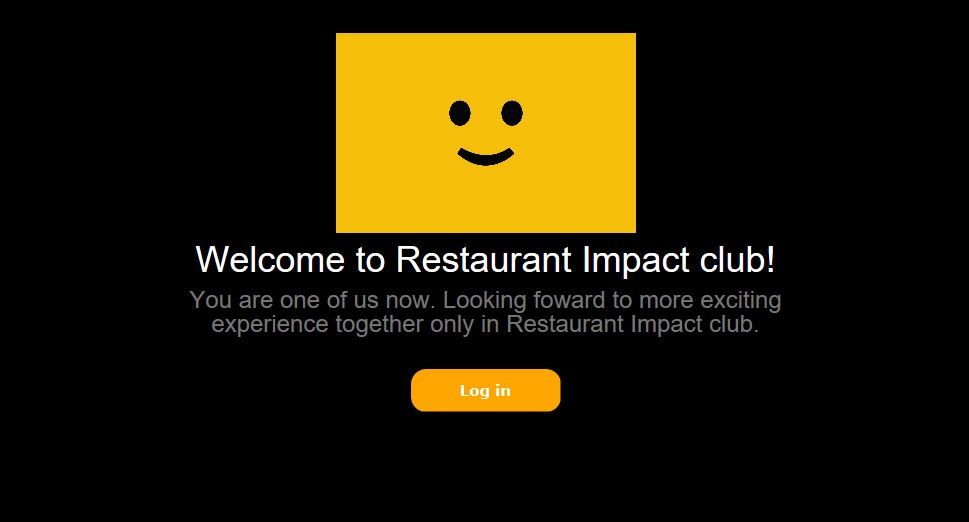 Welcome to Restaurant Impact club!
You are one of us now. Looking foward to more exciting
experience together only in Restaurant Impact club.
Log in